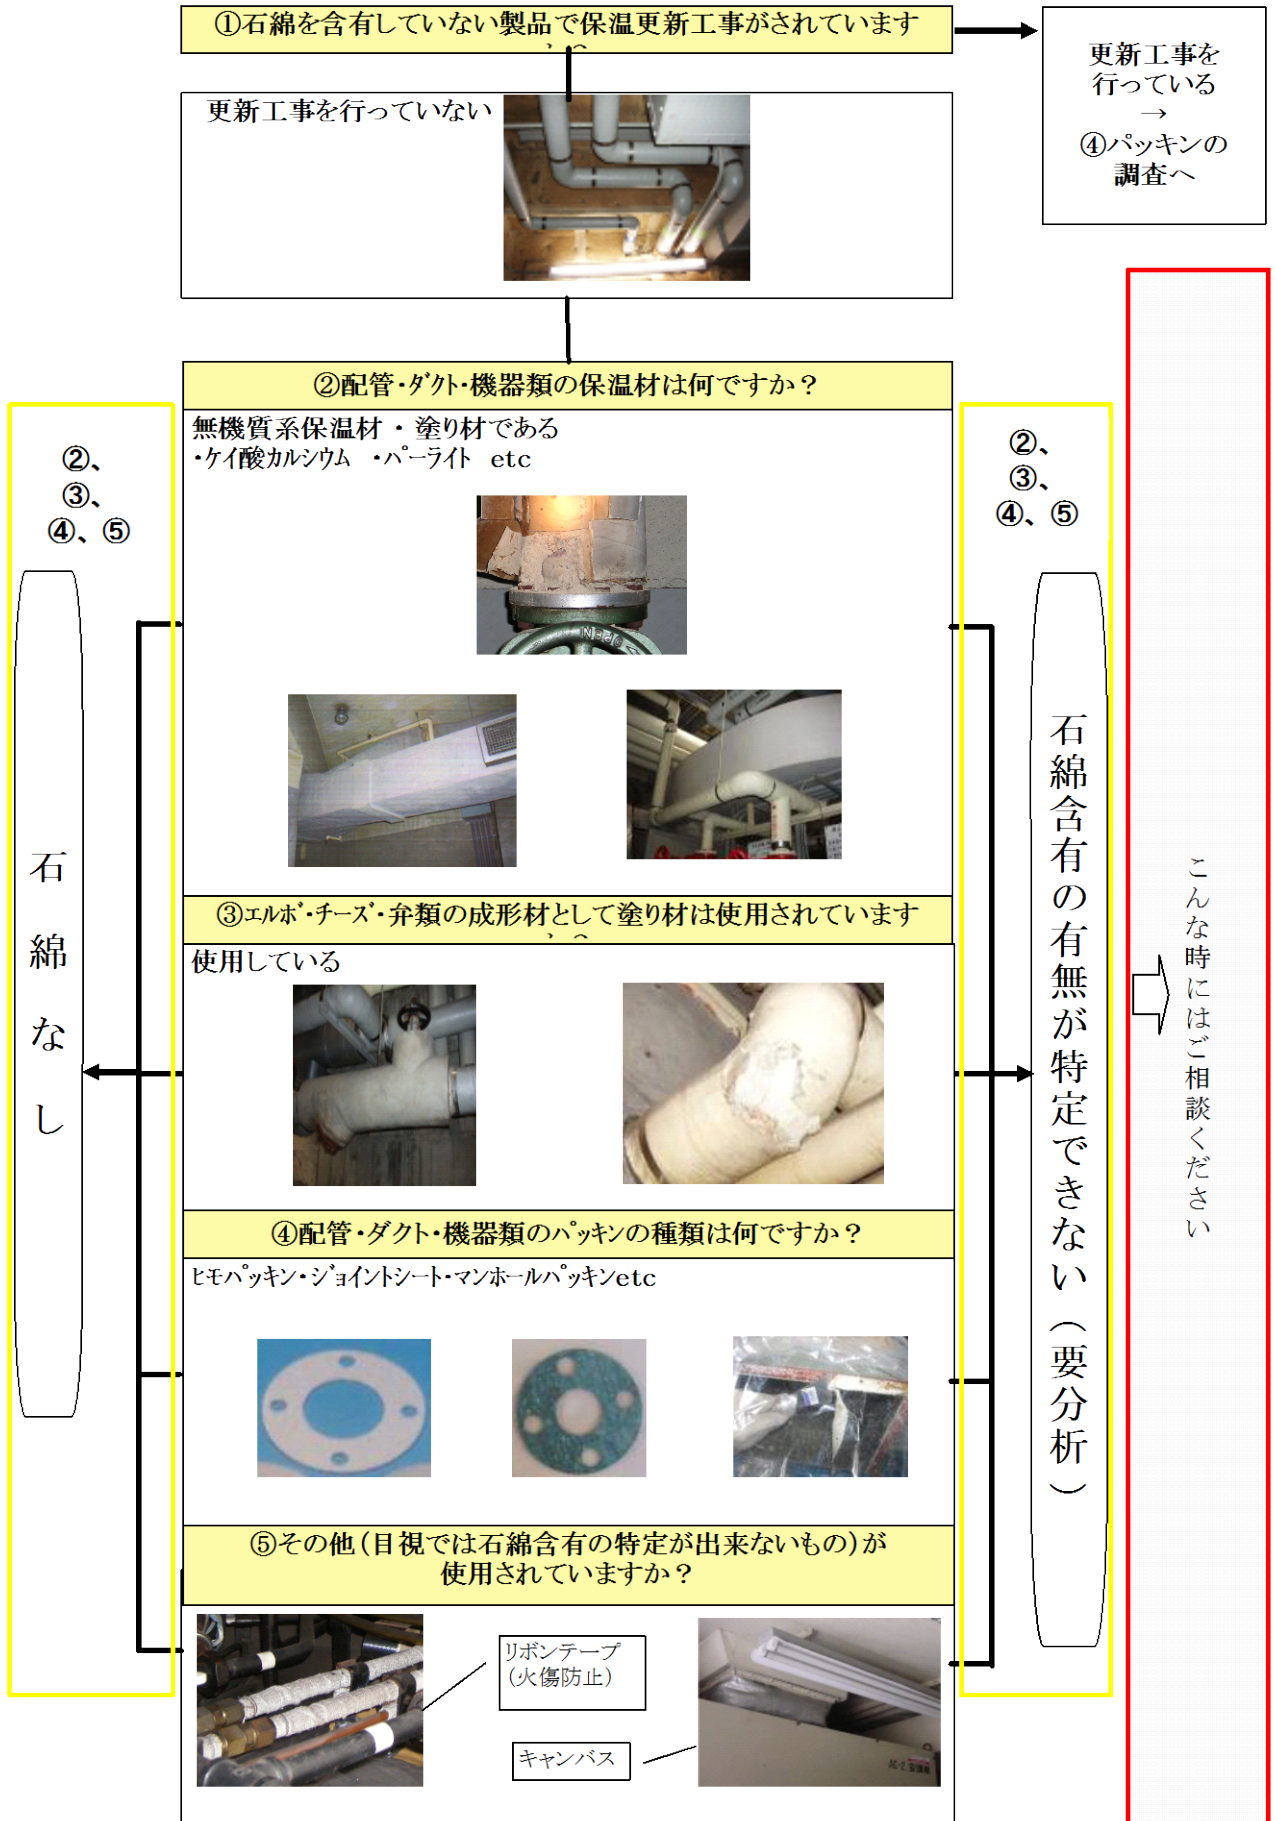 ①石綿を含有していない製品で保温更新工事がされています
更新工事を
行っている
→
④パッキンの
調査へ
更新工事を行っていない
②配管・ダクト・機器類の保温材は何ですか？
無機質系保温材・塗り材である
・ケイ酸カルシウム ・パーライト etc
②、
③、
④、⑤
②、
③、
④、⑤
OPEN
石綿なし
石綿含有の有無が特定できない（要分析）
こんな時にはご相談ください
③エルボ・チーズ・弁類の成形材として塗り材は使用されています
使用している
④配管・ダクト・機器類のパッキンの種類は何ですか？
ヒモパッキン・ジョイントシート・マンホールパッキンetc
⑤その他（目視では石綿含有の特定が出来ないもの）が
使用されていますか？
リボンテープ
（火傷防止）
キャンバス